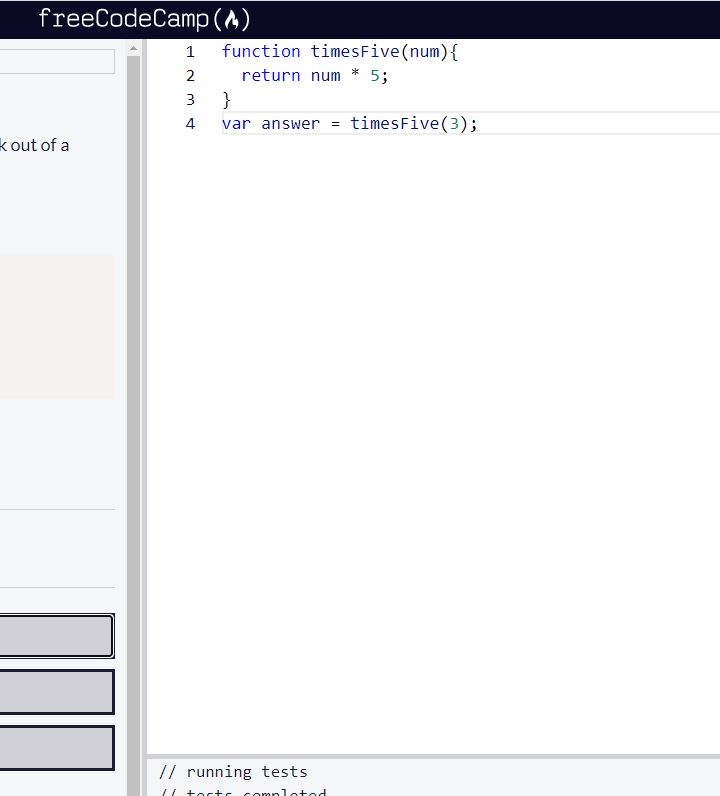 freeCodeCamp(🔥)
1 function timesFive(num){
2 return num * 5;
3 }
4 var answer = timesFive(3);
k out of a
// running tests
// tests completed